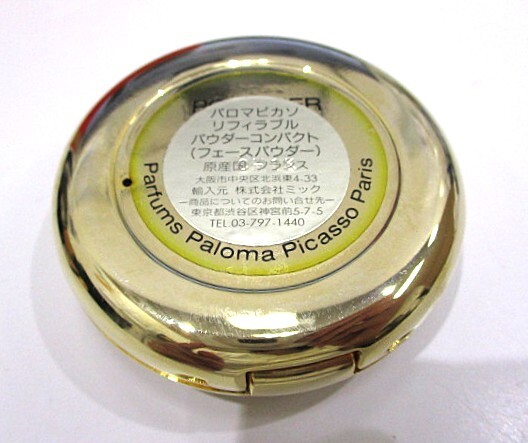 パロマピカソ
リフィラブル
パウダーコンパクト
(フェースパウダー)
原産国 フランス
大阪市中央区北浜東4-33
輸入元 株式会社ミック
ー商品についてのお問い合せ先ー
東京都渋谷区神宮前5-7-5
TEL.03-797-1440
Parfums Paloma Picasso Paris